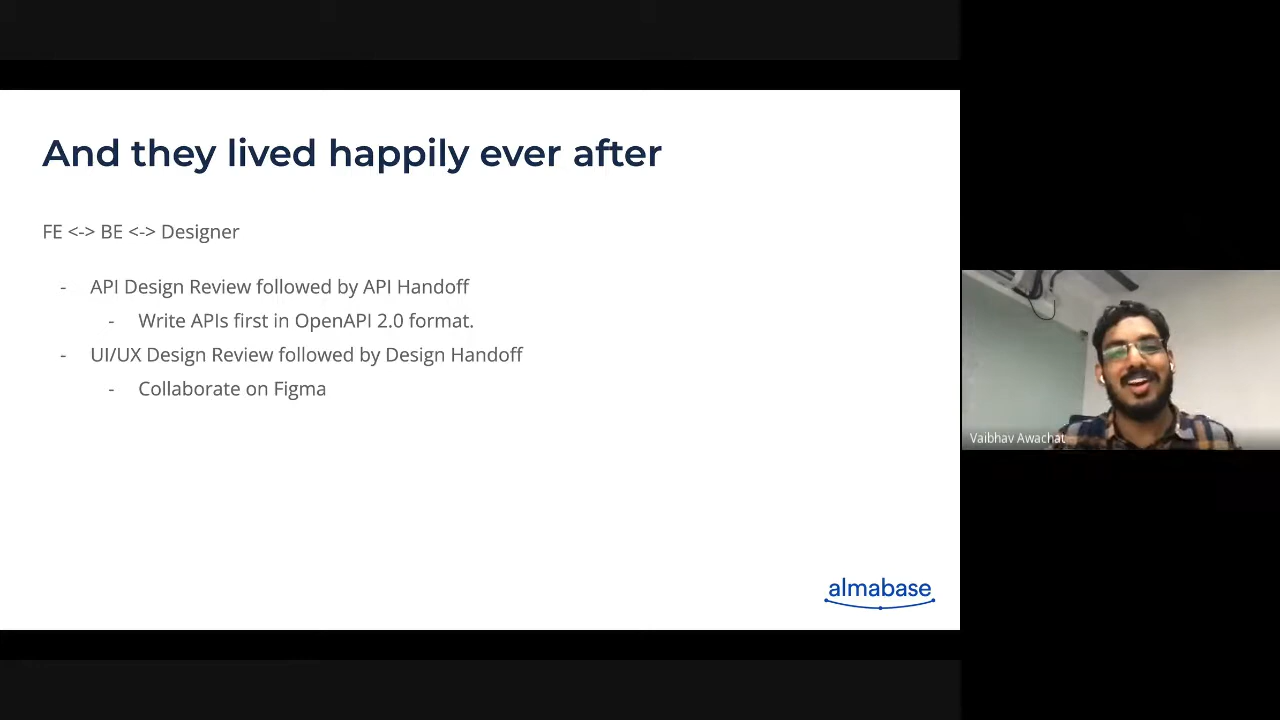 And they lived happily ever after
FE <-> BE <-> Designer
- API Design Review followed by API Handoff
- Write APIs first in OpenAPI 2.0 format.
- UI/UX Design Review followed by Design Handoff
- Collaborate on Figma
almabase
Vaibhav Awachat